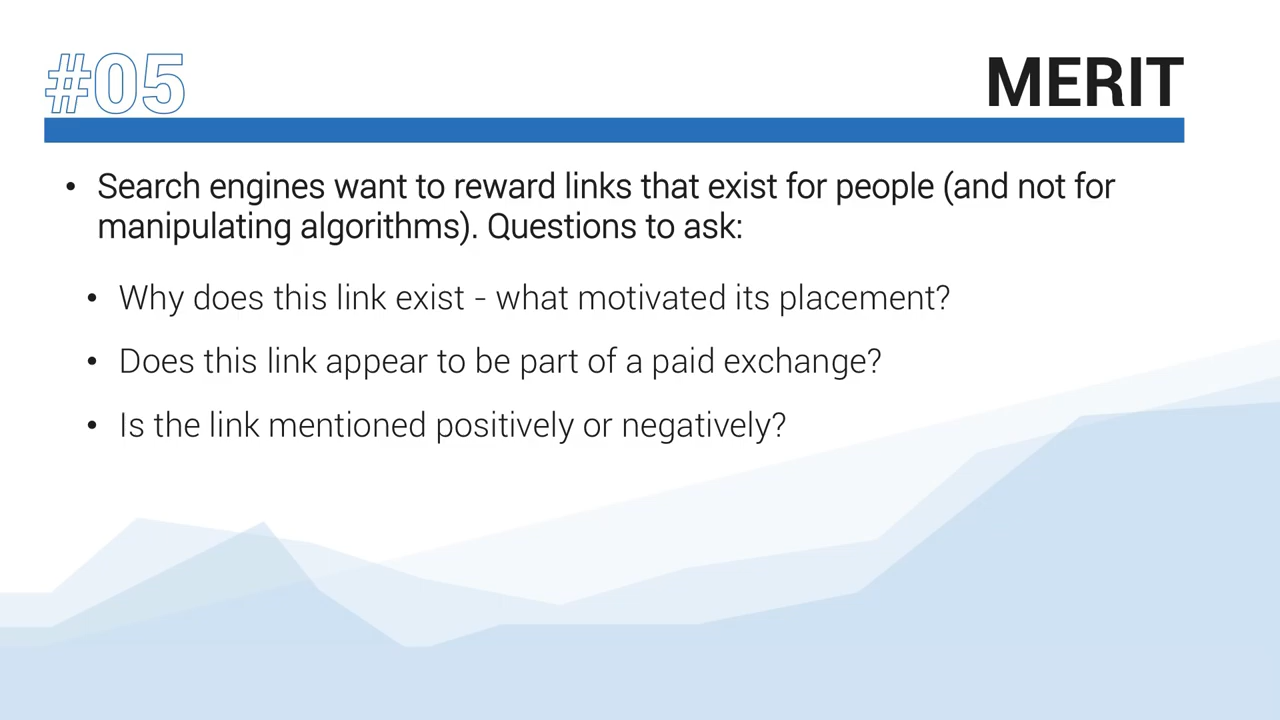 #05
MERIT
• Search engines want to reward links that exist for people (and not for
manipulating algorithms). Questions to ask:
• Why does this link exist - what motivated its placement?
• Does this link appear to be part of a paid exchange?
• Is the link mentioned positively or negatively?